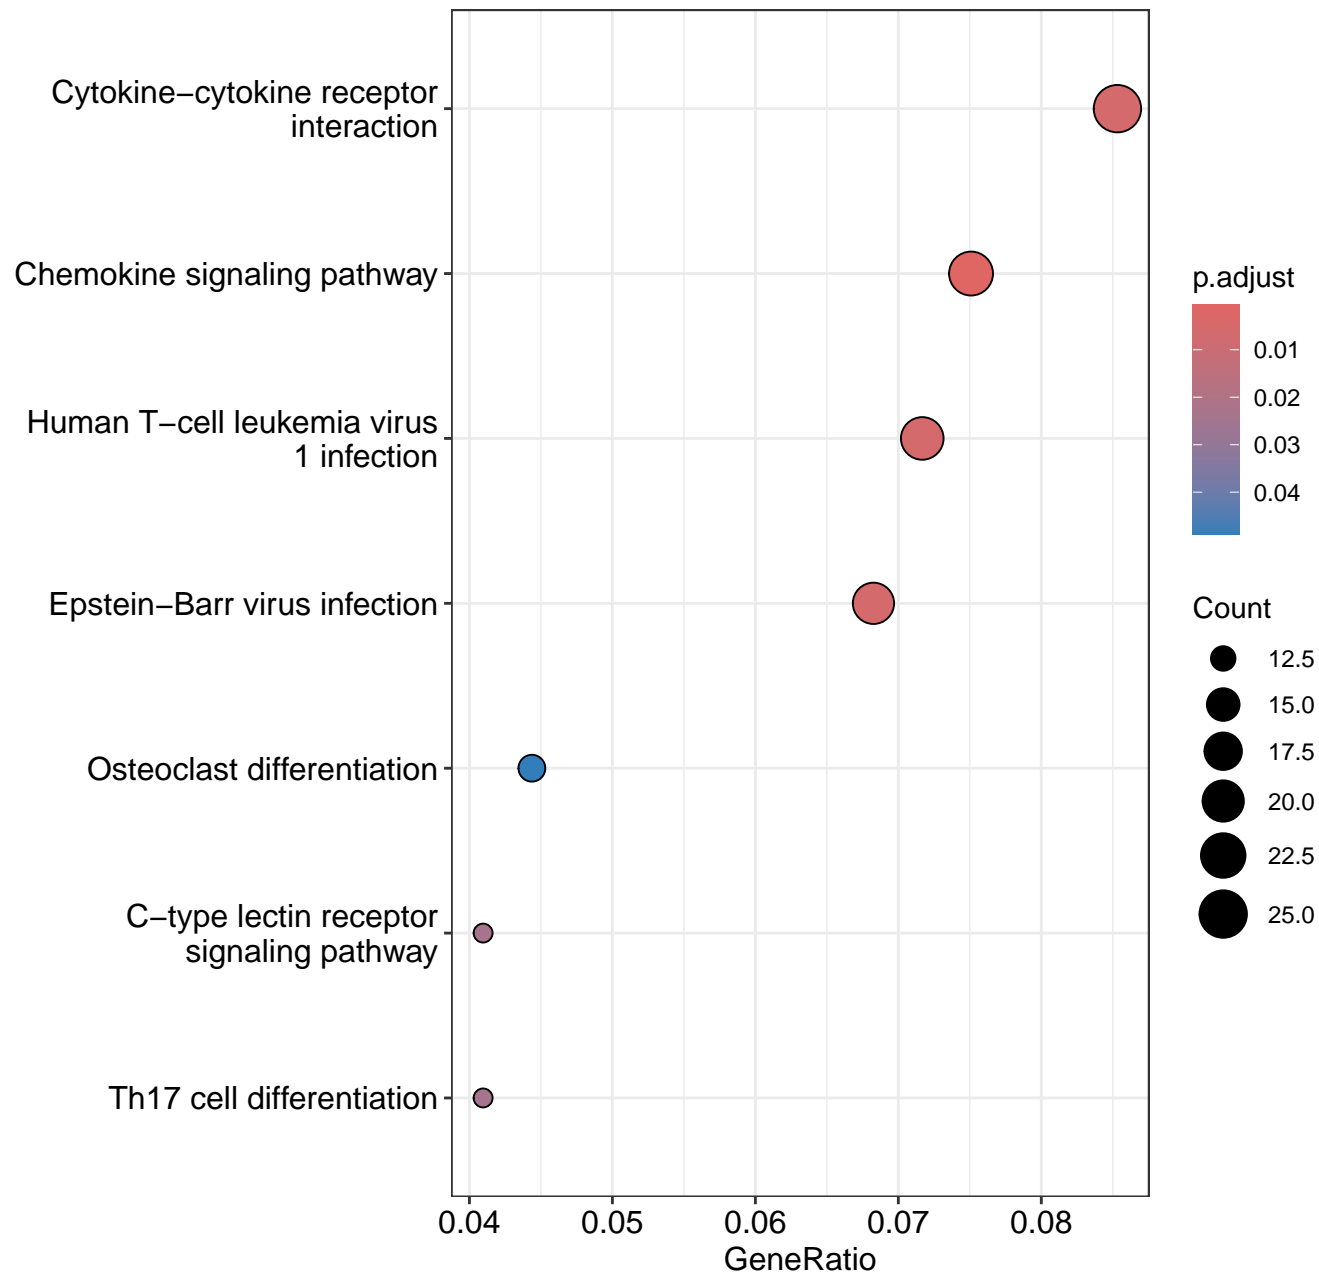 Cytokine−cytokine receptor
interaction
Chemokine signaling pathway
Human T−cell leukemia virus
1 infection
Epstein−Barr virus infection
Osteoclast differentiation
C−type lectin receptor
signaling pathway
Th17 cell differentiation
0.04 0.05 0.06 0.07 0.08
GeneRatio
p.adjust
0.01
0.02
0.03
0.04
Count
12.5
15.0
17.5
20.0
22.5
25.0